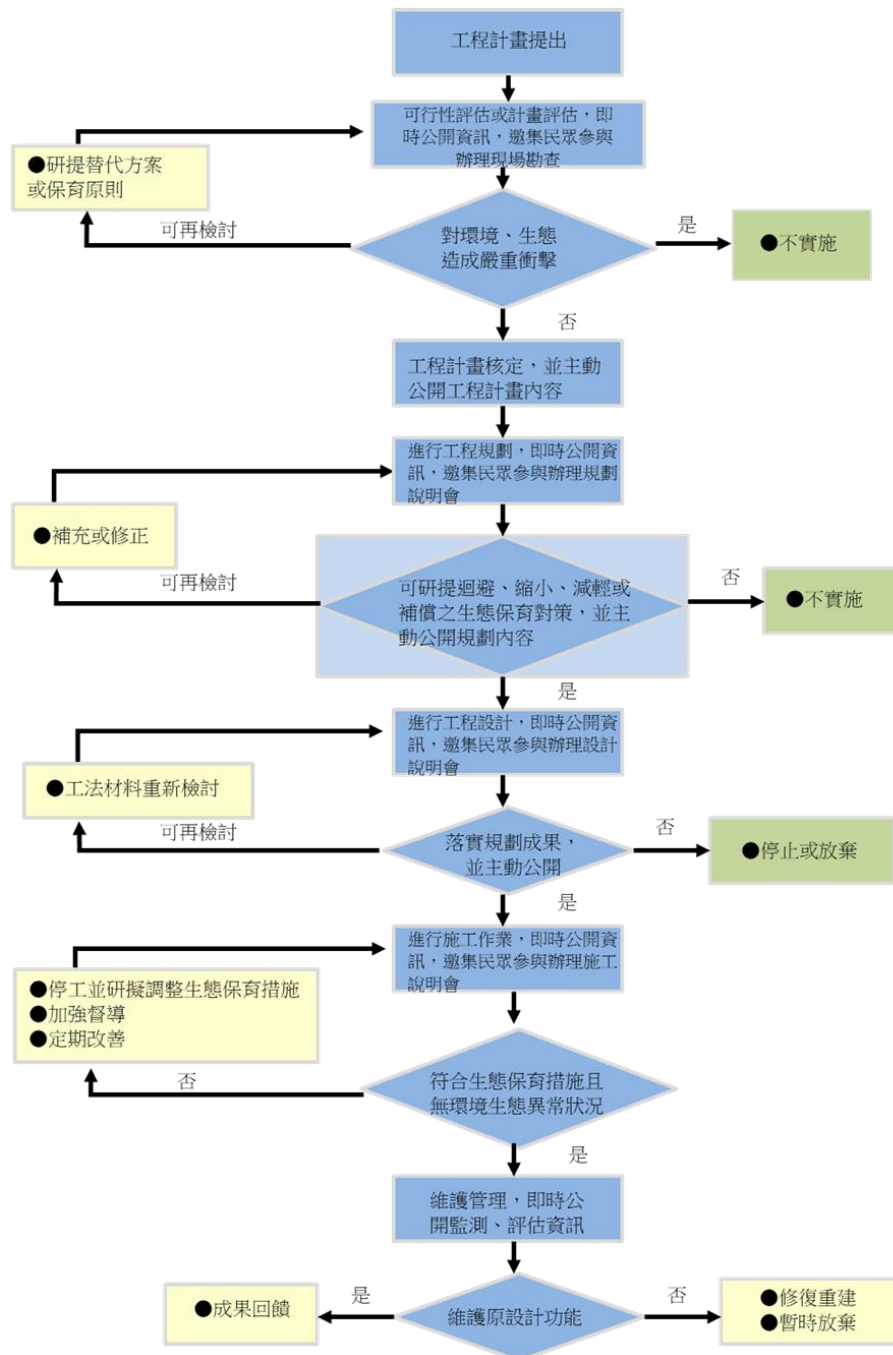 工程計畫提出
可行性評估或計畫評估，即
時公開資訊，邀集民眾參與
辦理現場勘查
●研提替代方案
或保育原則
可再檢討
對環境、生態
造成嚴重衝擊
是
●不實施
否
工程計畫核定，並主動
公開工程計畫內容
進行工程規劃，即時公開資
訊，邀集民眾參與辦理規劃
說明會
●補充或修正
可再檢討
可研提迴避、縮小、減輕或
補償之生態保育對策，並主
動公開規劃內容
否
●不實施
是
進行工程設計，即時公開資
訊，邀集民眾參與辦理設計
說明會
●工法材料重新檢討
可再檢討
落實規劃成果，
並主動公開
否
●停止或放棄
是
進行施工作業，即時公開資
訊，邀集民眾參與辦理施工
說明會
●停工並研擬調整生態保育措施
●加強督導
●定期改善
否
符合生態保育措施且
無環境生態異常狀況
是
維護管理，即時公
開監測、評估資訊
●成果回饋
是
維護原設計功能
否
●修復重建
●暫時放棄